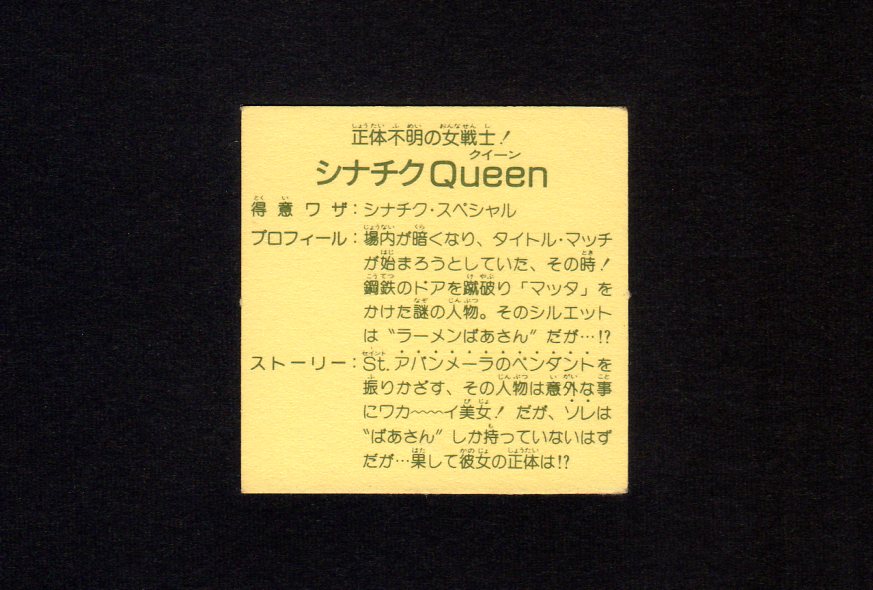 正体不明の女戦士!
シナチクQueen
得意ワザ:シナチク・スペシャル
プロフィール:場内が暗くなり、タイトル・マッチ
が始まろうとしていた、その時!
鋼鉄のドアを蹴破り「マッタ」を
かけた謎の人物。そのシルエット
は〝ラーメンばあさん〟だが…!?
ストーリー:St.アバンメーラのペンダントを
振りかざす、その人物は意外な事
にワカ〜〜〜イ美女! だが、ソレは
〝ばあさん〟しか持っていないはず
だが…果して彼女の正体は!?